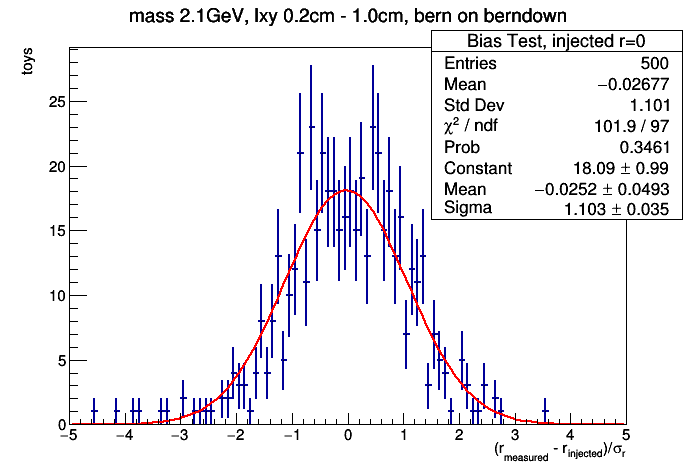 mass 2.1GeV, lxy 0.2cm - 1.0cm, bern on berndown
Bias Test, injected r=0
Entries 500
Mean −0.02677
Std Dev 1.101
χ² / ndf 101.9 / 97
Prob 0.3461
Constant 18.09 ± 0.99
Mean −0.0252 ± 0.0493
Sigma 1.103 ± 0.035
toys
25
20
15
10
5
0
−5 −4 −3 −2 −1 0 1 2 3 4 5
(r_measured - r_injected)/σ_r